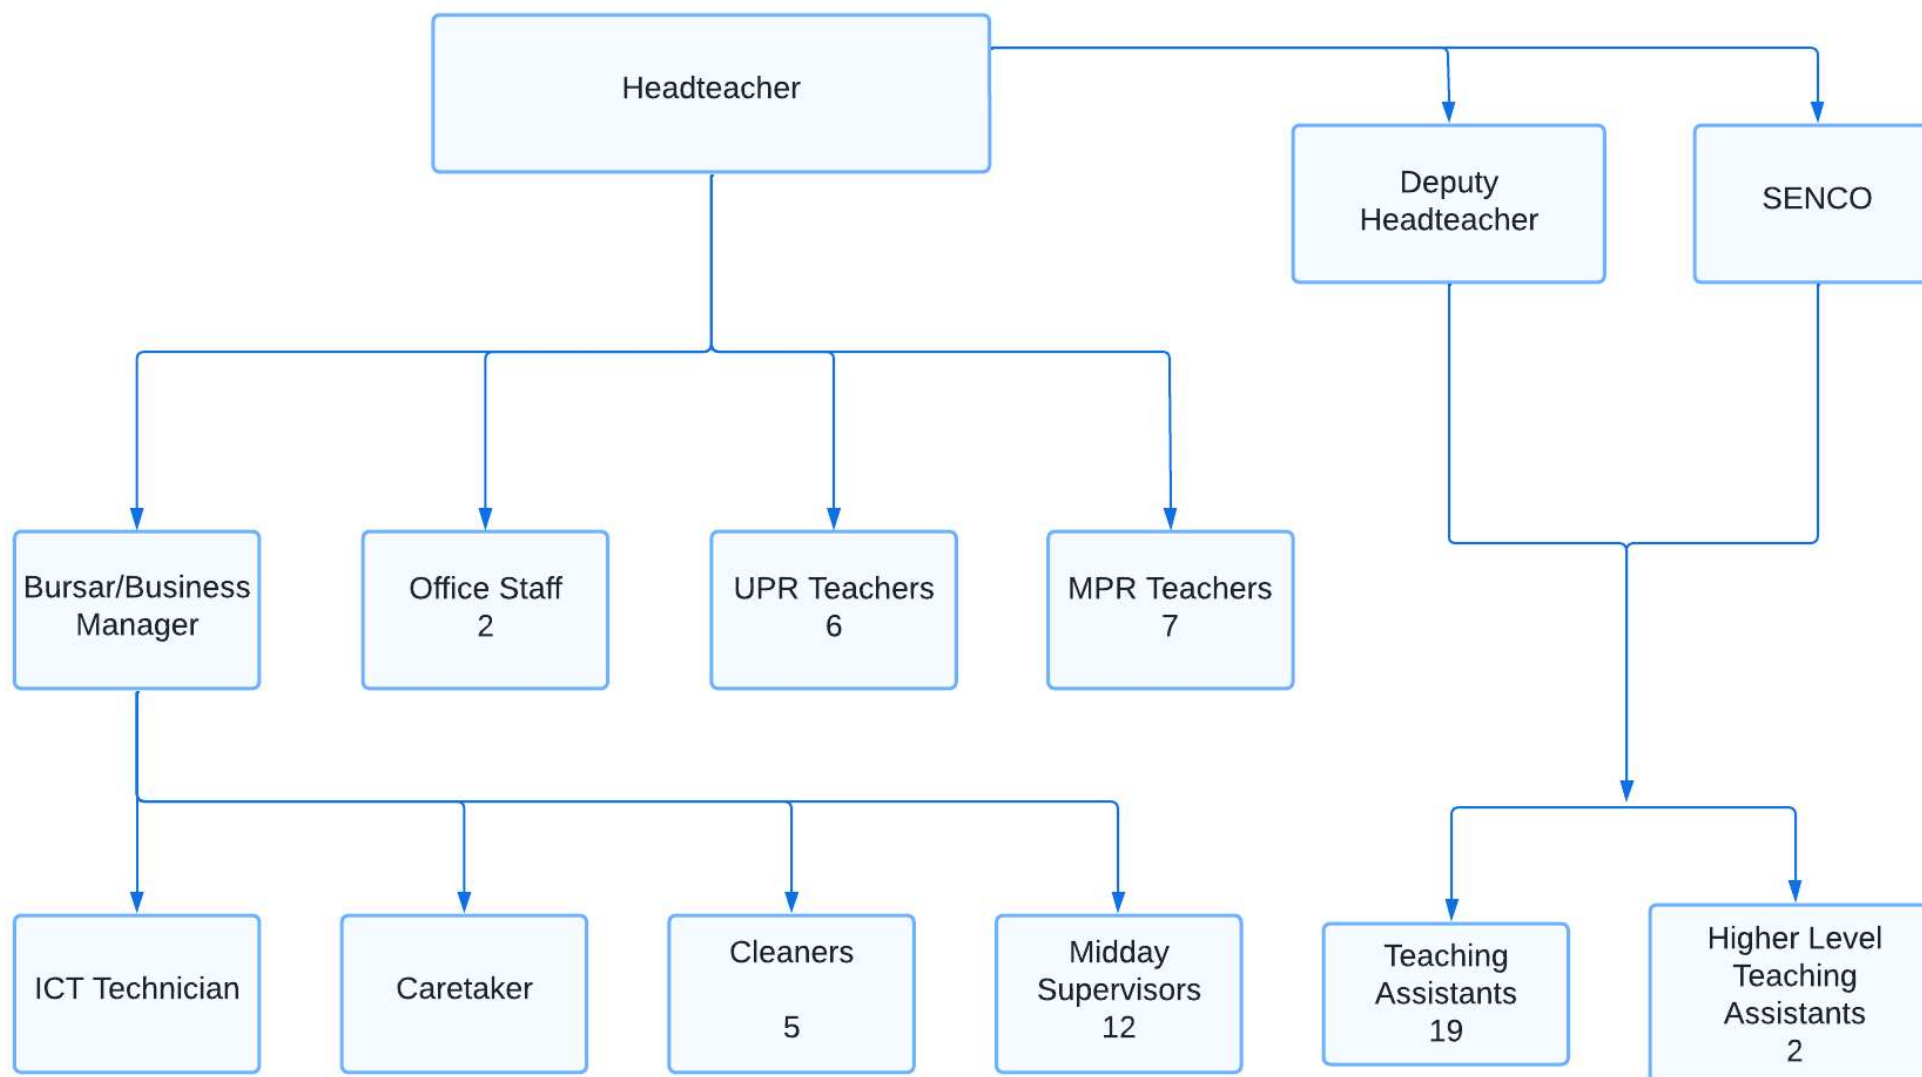 Headteacher
Deputy
Headteacher
SENCO
Bursar/Business
Manager
Office Staff
2
UPR Teachers
6
MPR Teachers
7
ICT Technician
Caretaker
Cleaners
5
Midday
Supervisors
12
Teaching
Assistants
19
Higher Level
Teaching
Assistants
2